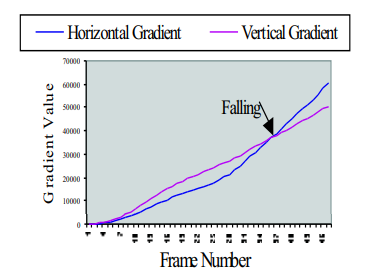 Horizontal Gradient Vertical Gradient
70000
60000
50000
40000
30000
20000
10000
0
Gradient Value
Falling
Frame Number